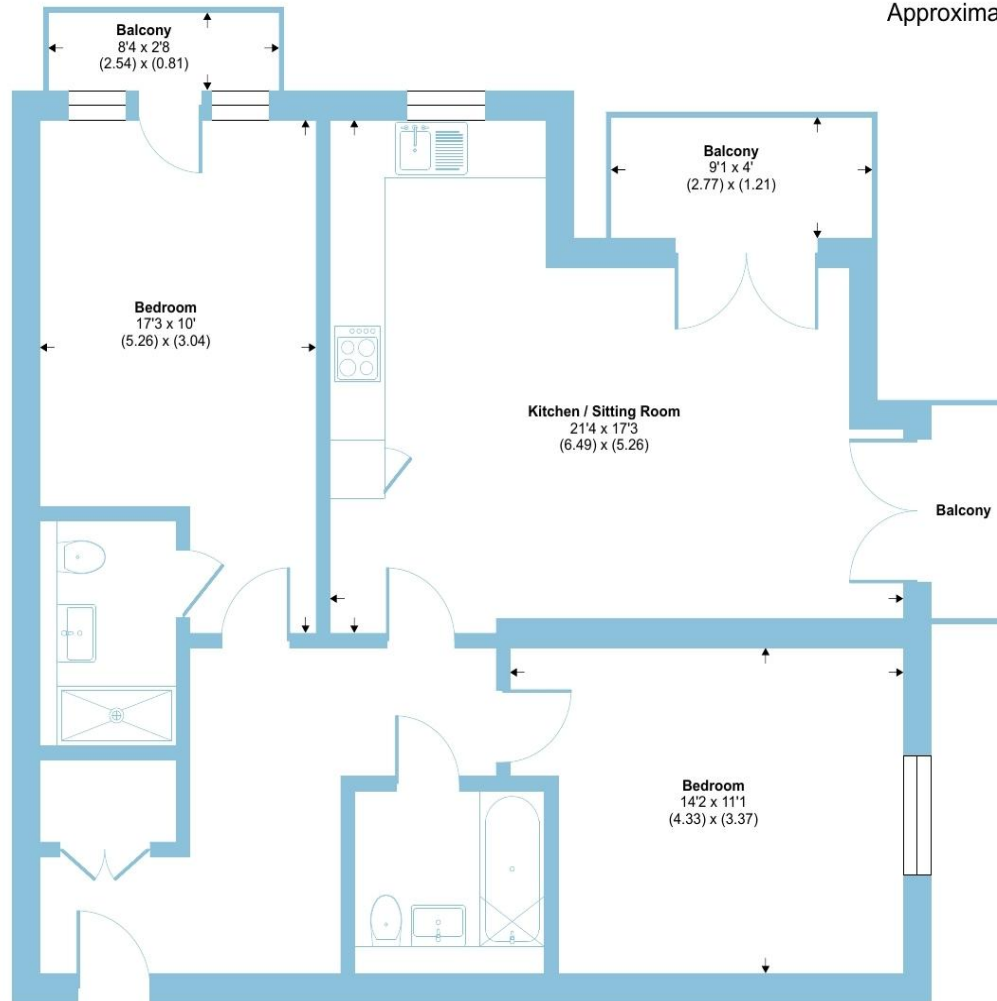 Approxima
Balcony
8'4 x 2'8
(2.54) x (0.81)
Balcony
9'1 x 4'
(2.77) x (1.21)
Bedroom
17'3 x 10'
(5.26) x (3.04)
Kitchen / Sitting Room
21'4 x 17'3
(6.49) x (5.26)
Balcony
Bedroom
14'2 x 11'1
(4.33) x (3.37)